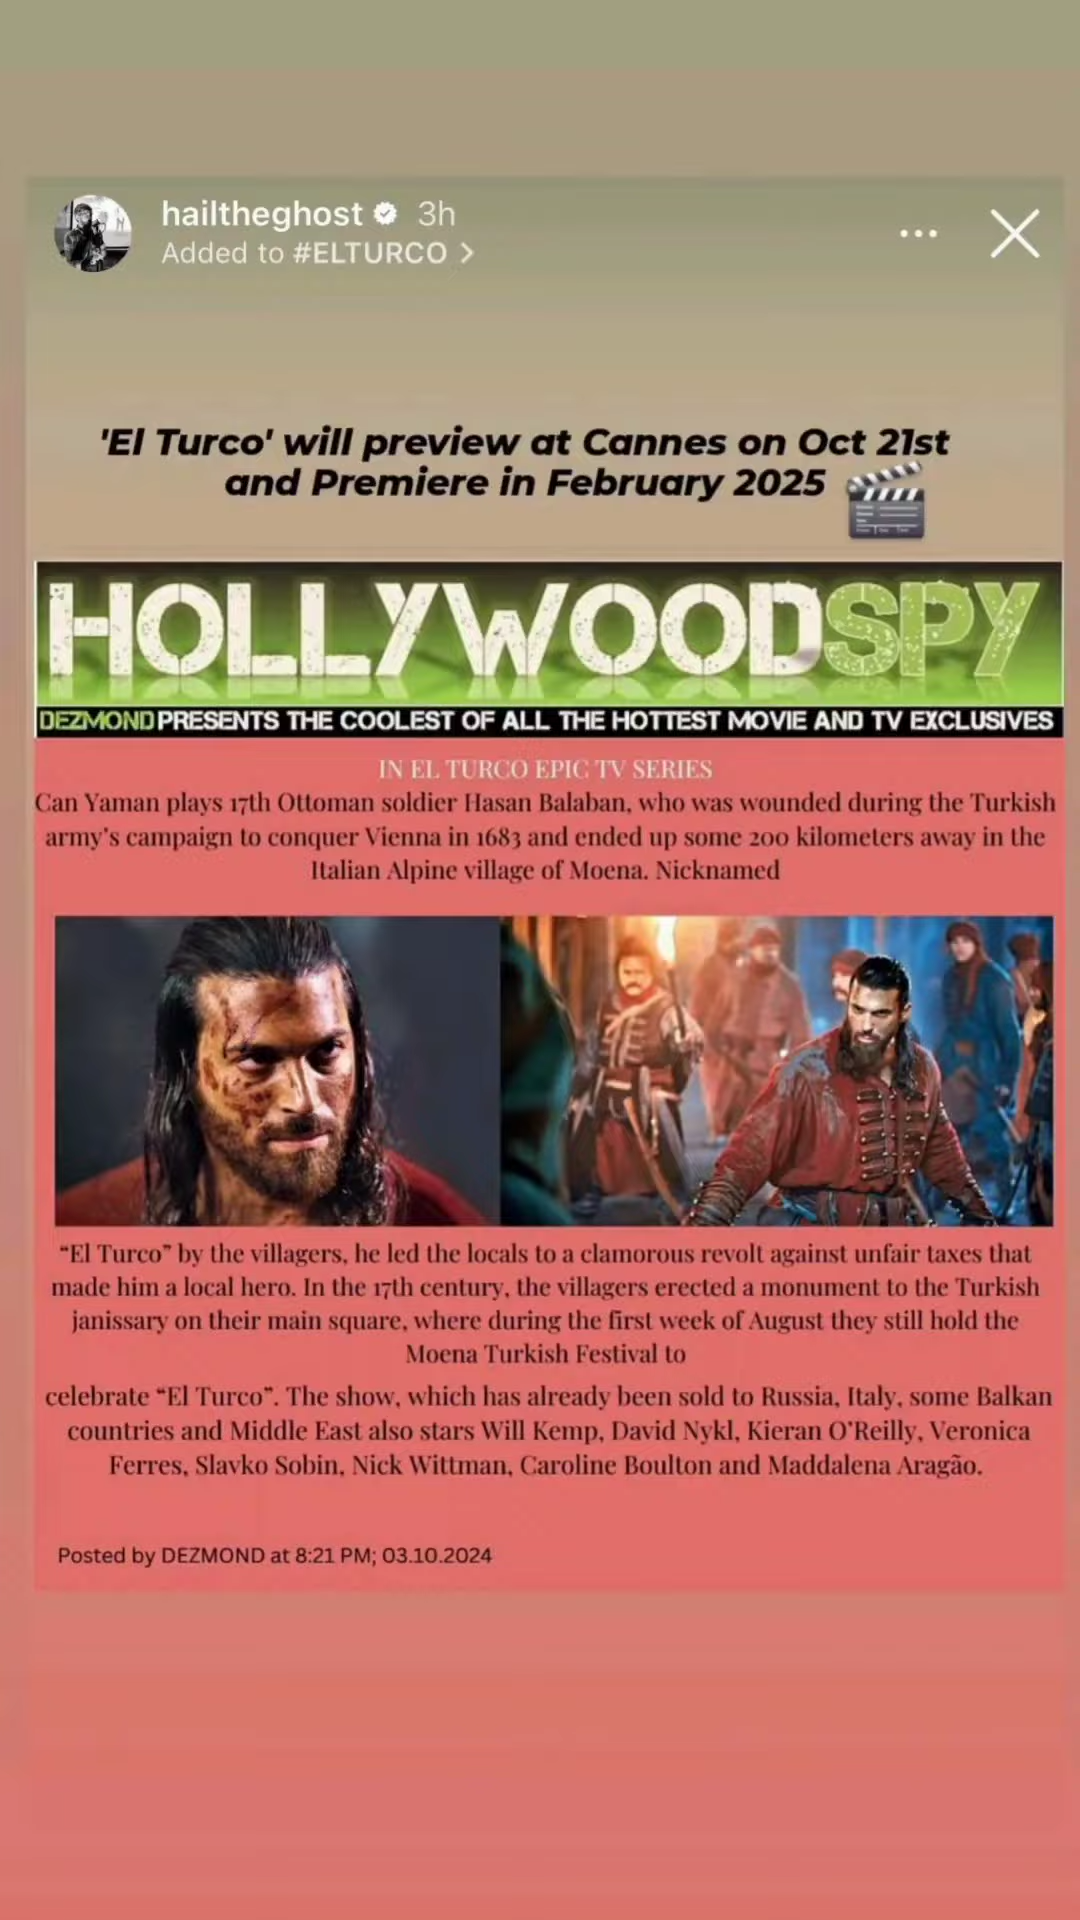 hailtheghost 3h
Added to #ELTURCO >
'El Turco' will preview at Cannes on Oct 21st
and Premiere in February 2025
HOLLYWOODSPY
DEZMOND PRESENTS THE COOLEST OF ALL THE HOTTEST MOVIE AND TV EXCLUSIVES
IN EL TURCO EPIC TV SERIES
Can Yaman plays 17th Ottoman soldier Hasan Balaban, who was wounded during the Turkish
army's campaign to conquer Vienna in 1683 and ended up some 200 kilometers away in the
Italian Alpine village of Moena. Nicknamed
“El Turco” by the villagers, he led the locals to a clamorous revolt against unfair taxes that
made him a local hero. In the 17th century, the villagers erected a monument to the Turkish
janissary on their main square, where during the first week of August they still hold the
Moena Turkish Festival to
celebrate “El Turco”. The show, which has already been sold to Russia, Italy, some Balkan
countries and Middle East also stars Will Kemp, David Nykl, Kieran O’Reilly, Veronica
Ferres, Slavko Sobin, Nick Wittman, Caroline Boulton and Maddalena Aragão.
Posted by DEZMOND at 8:21 PM; 03.10.2024